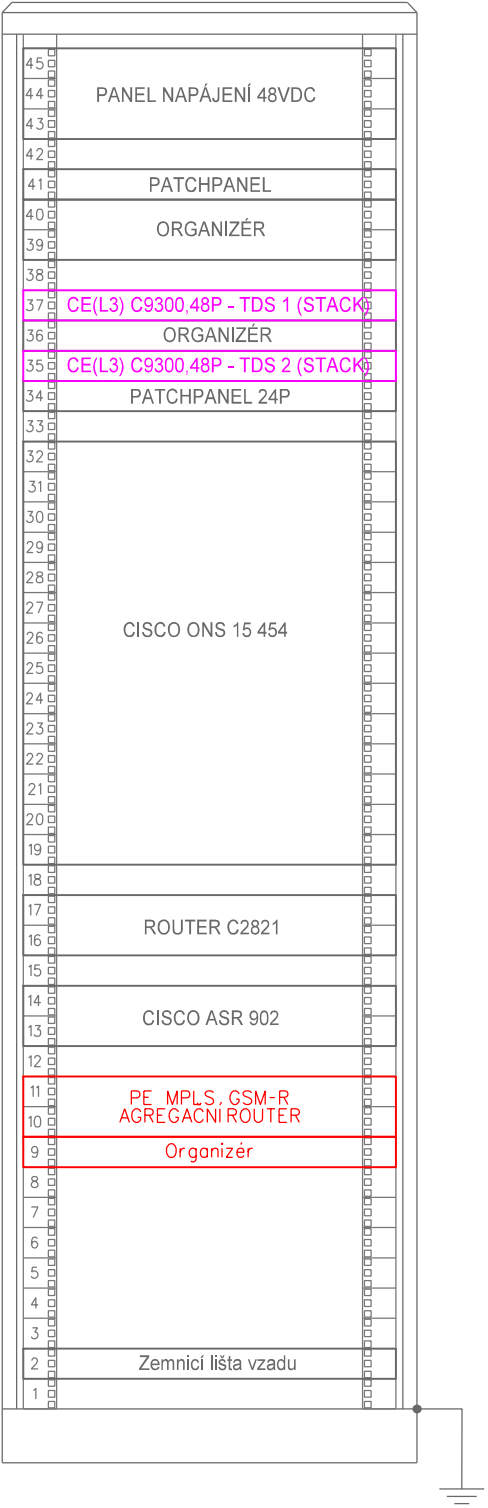 45
44 PANEL NAPÁJENÍ 48VDC
43
42
41 PATCHPANEL
40
ORGANIZÉR
39
38
37 CE(L3) C9300,48P - TDS 1 (STACK)
36 ORGANIZÉR
35 CE(L3) C9300,48P - TDS 2 (STACK)
34 PATCHPANEL 24P
33
32
31
30
29
28
27
26 CISCO ONS 15 454
25
24
23
22
21
20
19
18
17
ROUTER C2821
16
15
14
CISCO ASR 902
13
12
11 PE MPLS, GSM-R
10 AGREGAČNÍ ROUTER
9 Organizér
8
7
6
5
4
3
2 Zemnicí lišta vzadu
1